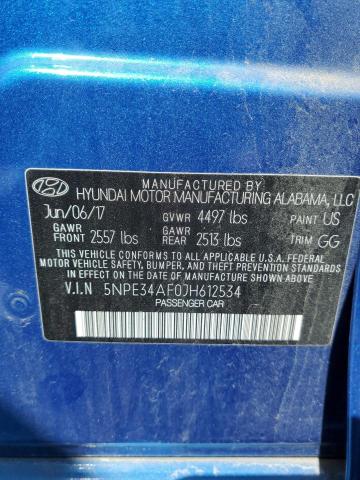 MANUFACTURED BY
HYUNDAI MOTOR MANUFACTURING ALABAMA, LLC
Jun/06/17 GVWR 4497 lbs PAINT US
GAWR FRONT 2557 lbs GAWR REAR 2513 lbs TRIM GG
THIS VEHICLE CONFORMS TO ALL APPLICABLE U.S.A. FEDERAL
MOTOR VEHICLE SAFETY, BUMPER, AND THEFT PREVENTION STANDARDS
IN EFFECT ON THE DATE OF MANUFACTURE SHOWN ABOVE.
V.I.N 5NPE34AF0JH612534
PASSENGER CAR